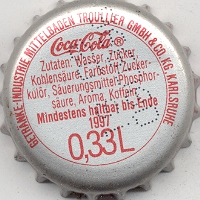 GETRÄNKE-INDUSTRIE MITTELBADEN TROULLIER GMBH & CO. KG KARLSRUHE
Coca-Cola®
Zutaten: Wasser, Zucker,
Kohlensäure, Farbstoff Zucker-
kulör, Säuerungsmittel Phosphor-
säure, Aroma, Koffein
Mindestens haltbar bis Ende
1997
0,33L